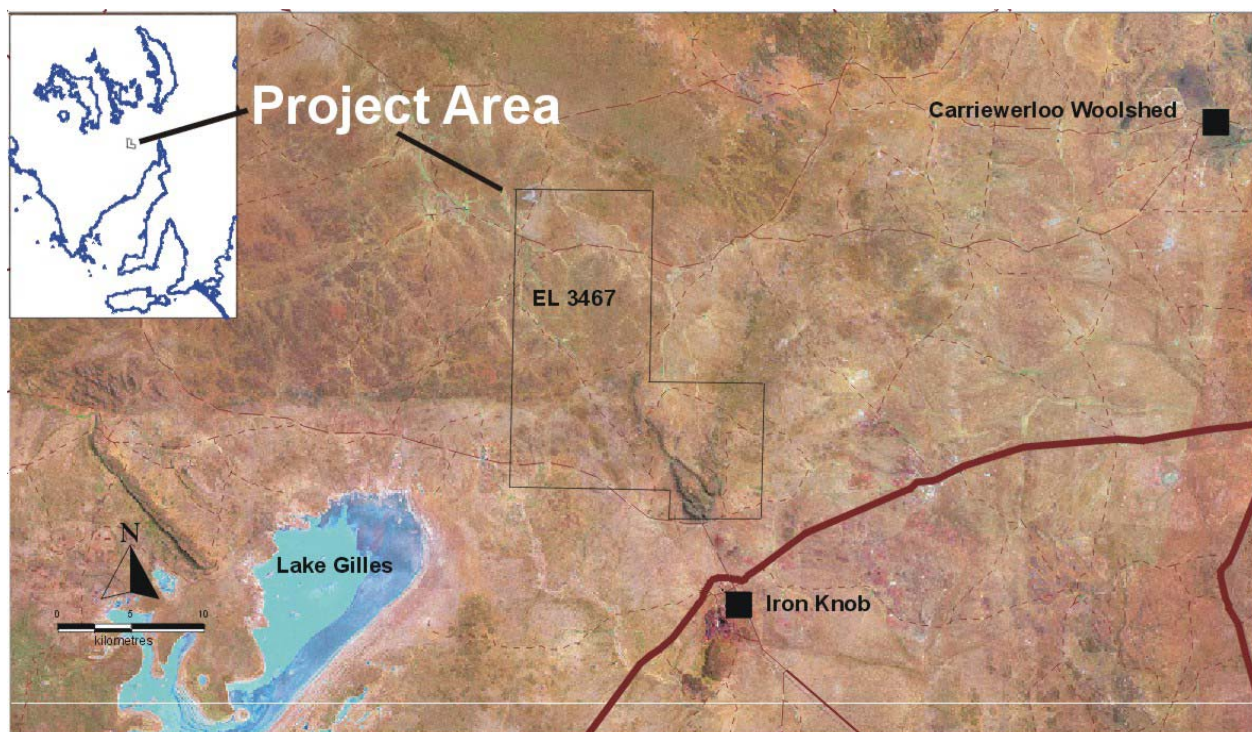 Project Area
Carriewerloo Woolshed
EL 3467
N
Lake Gilles
0 5 10
kilometres
Iron Knob